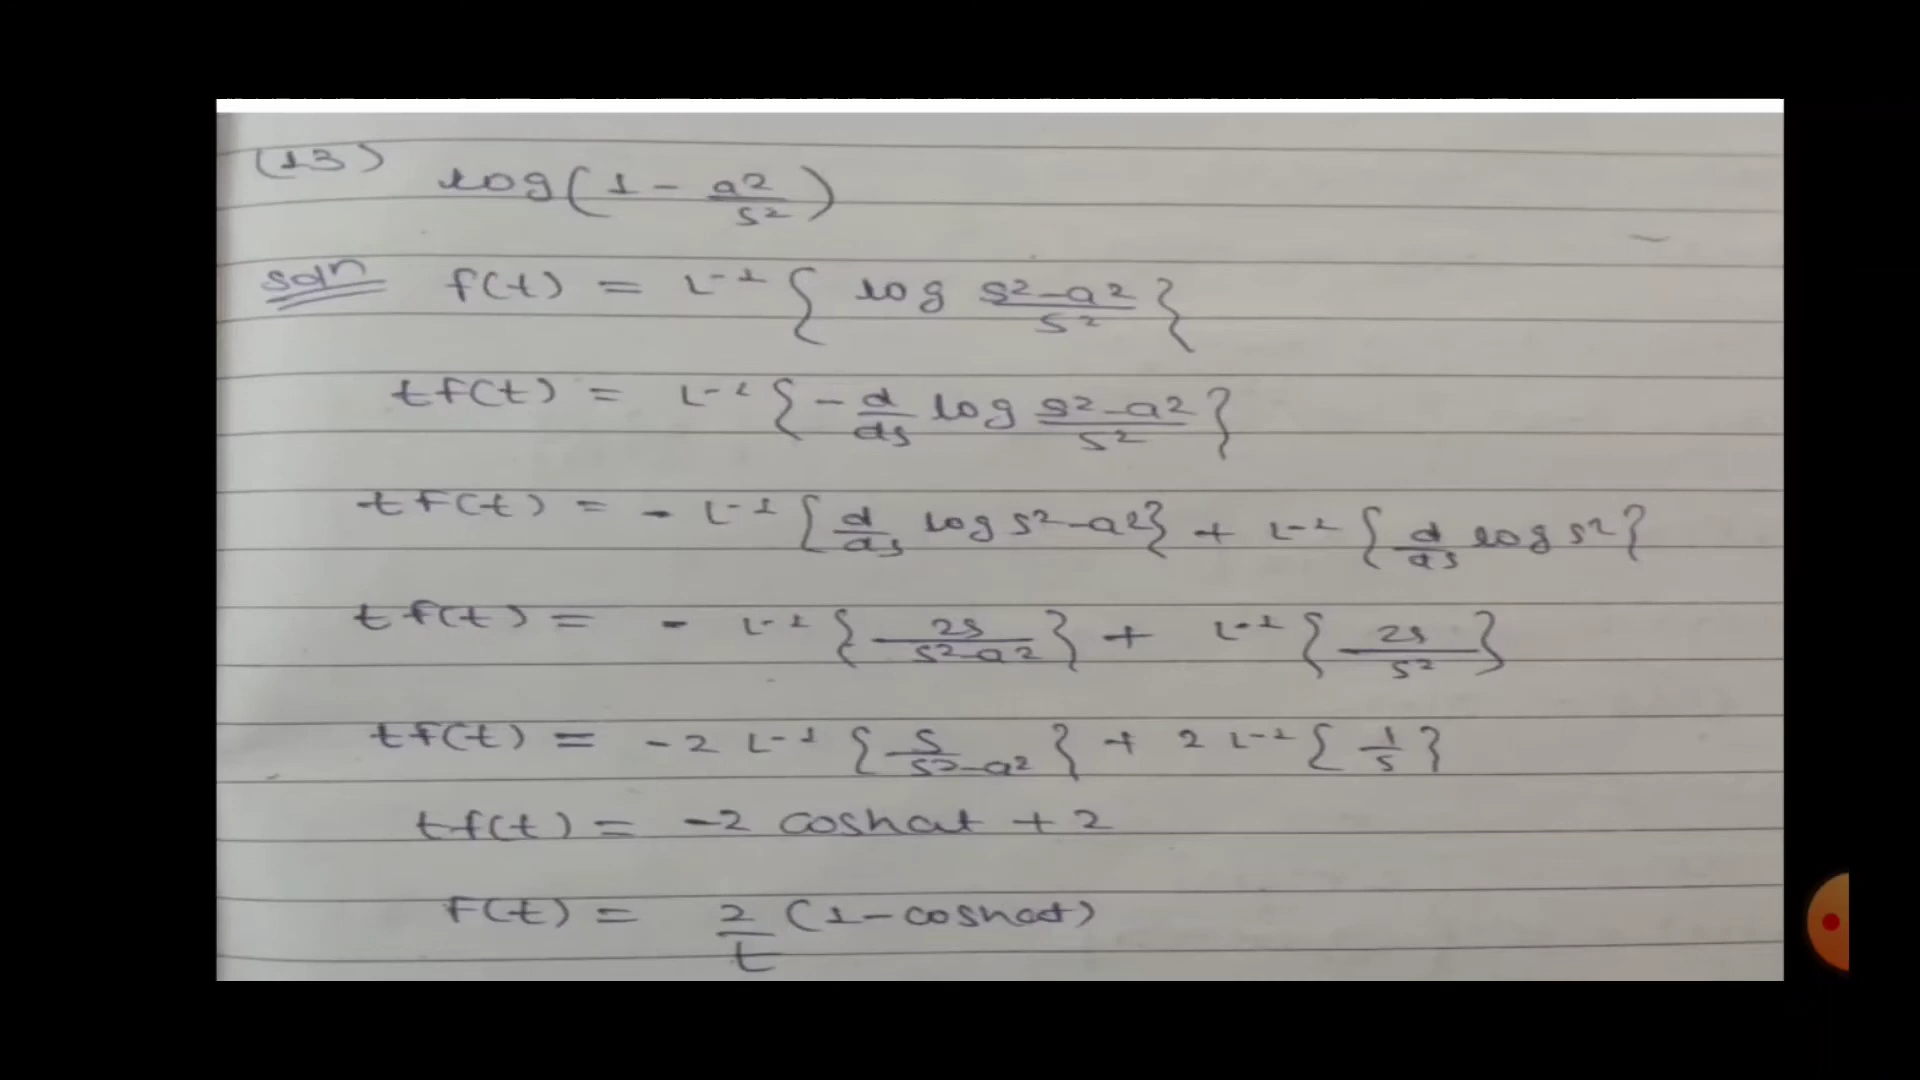 (13) log(1 - a²/s²)
Soln f(t) = L⁻¹ { log s²-a²/s² }
tf(t) = L⁻¹ { - d/ds log s²-a²/s² }
tf(t) = - L⁻¹ { d/ds log s²-a² } + L⁻¹ { d/ds log s² }
tf(t) = - L⁻¹ { 2s/s²-a² } + L⁻¹ { 2s/s² }
tf(t) = -2 L⁻¹ { s/s²-a² } + 2 L⁻¹ { 1/s }
tf(t) = -2 coshat + 2
f(t) = 2/t (1-coshat)